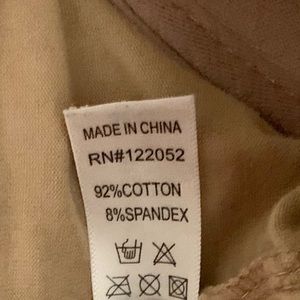 MADE IN CHINA
RN#122052
92%COTTON
8%SPANDEX